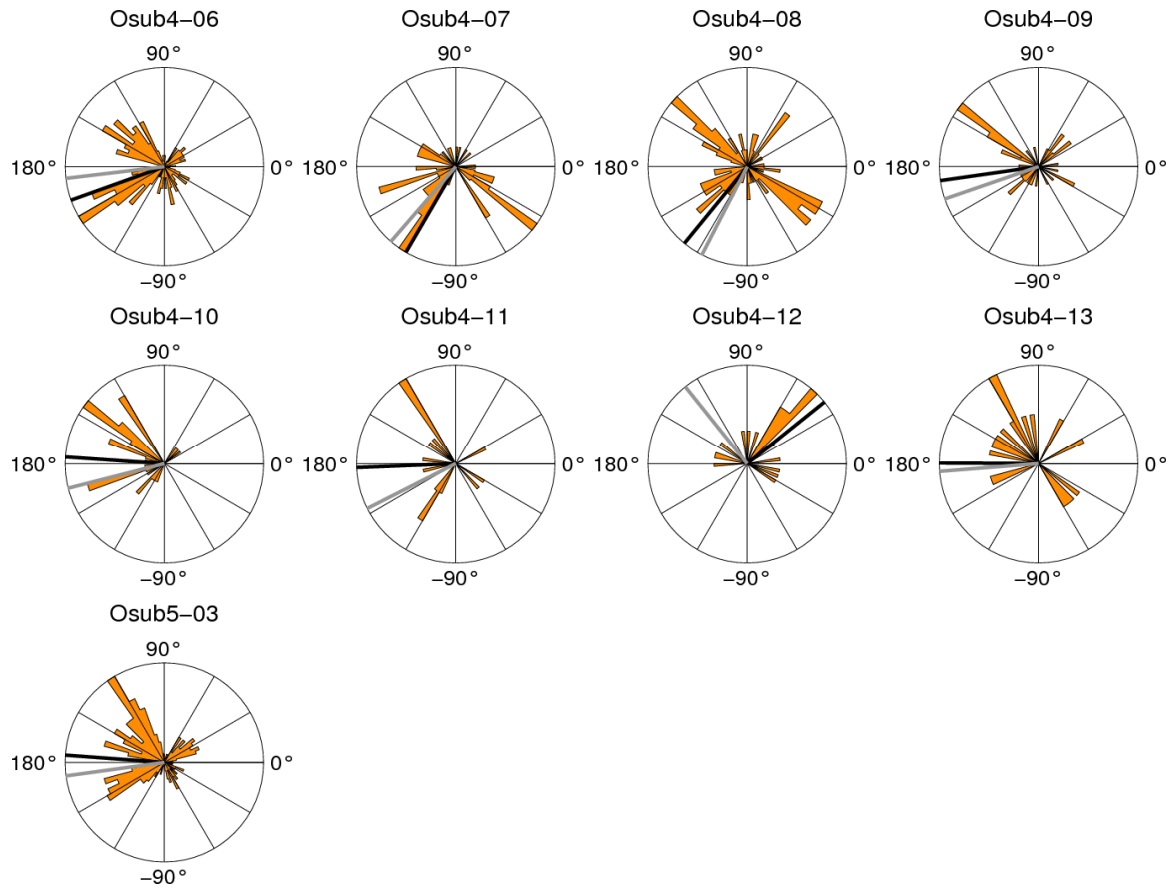 Osub4−06 Osub4−07 Osub4−08 Osub4−09
90° 90° 90° 90°
180° 0° 180° 0° 180° 0° 180° 0°
−90° −90° −90° −90°
Osub4−10 Osub4−11 Osub4−12 Osub4−13
90° 90° 90° 90°
180° 0° 180° 0° 180° 0° 180° 0°
−90° −90° −90° −90°
Osub5−03
90°
180° 0°
−90°